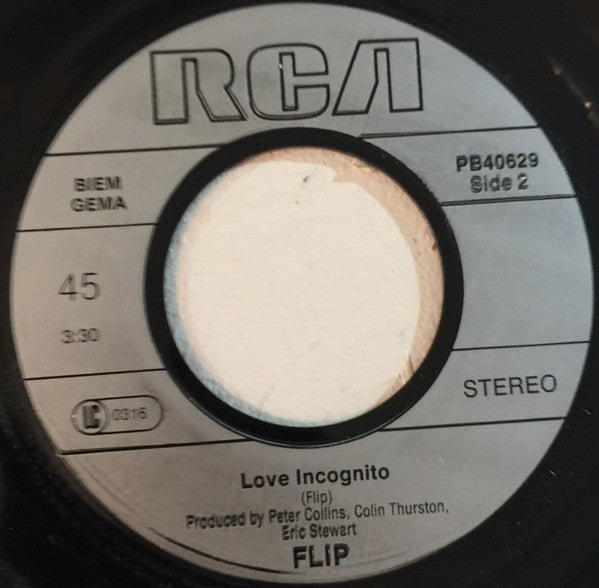 RCA
BIEM
GEMA
PB40629
Side 2
45
3:30
STEREO
LC 0316
Love Incognito
(Flip)
Produced by Peter Collins, Colin Thurston,
Eric Stewart
FLIP